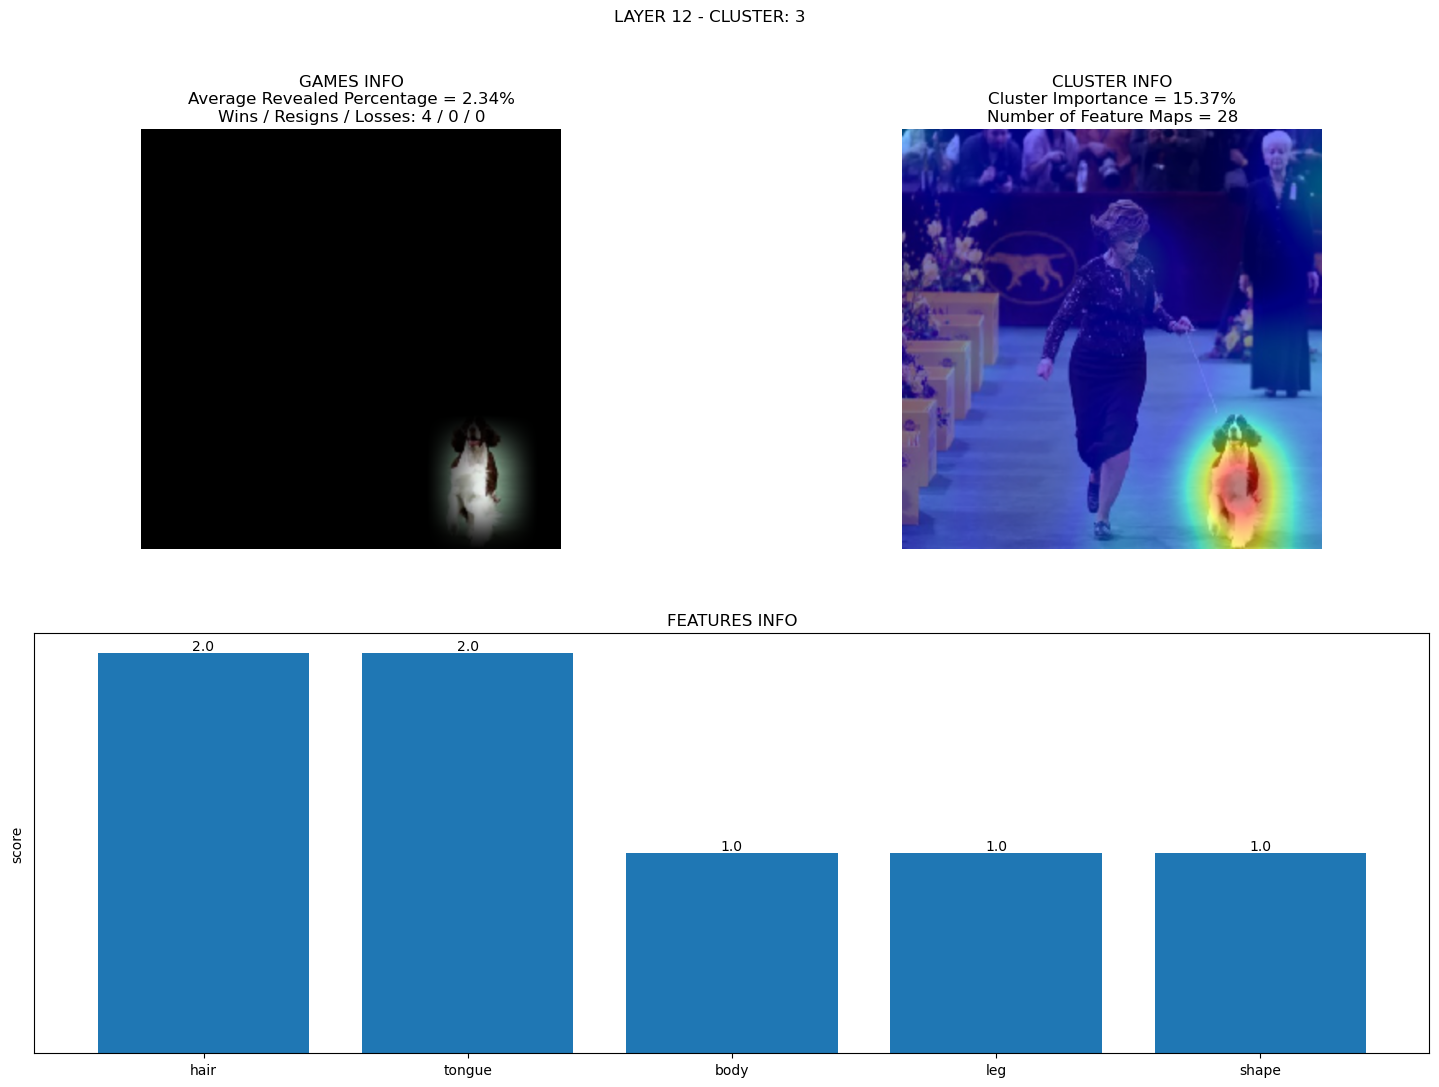 LAYER 12 - CLUSTER: 3
GAMES INFO
Average Revealed Percentage = 2.34%
Wins / Resigns / Losses: 4 / 0 / 0
CLUSTER INFO
Cluster Importance = 15.37%
Number of Feature Maps = 28
FEATURES INFO
score
2.0
2.0
1.0
1.0
1.0
hair
tongue
body
leg
shape